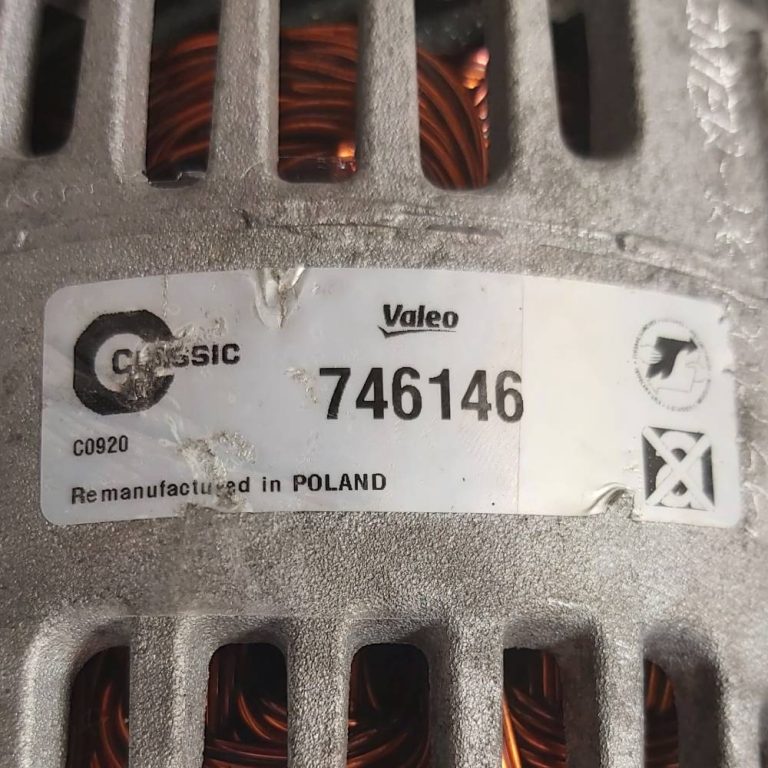 Valeo
CLASSIC
746146
C0920
Remanufactured in POLAND